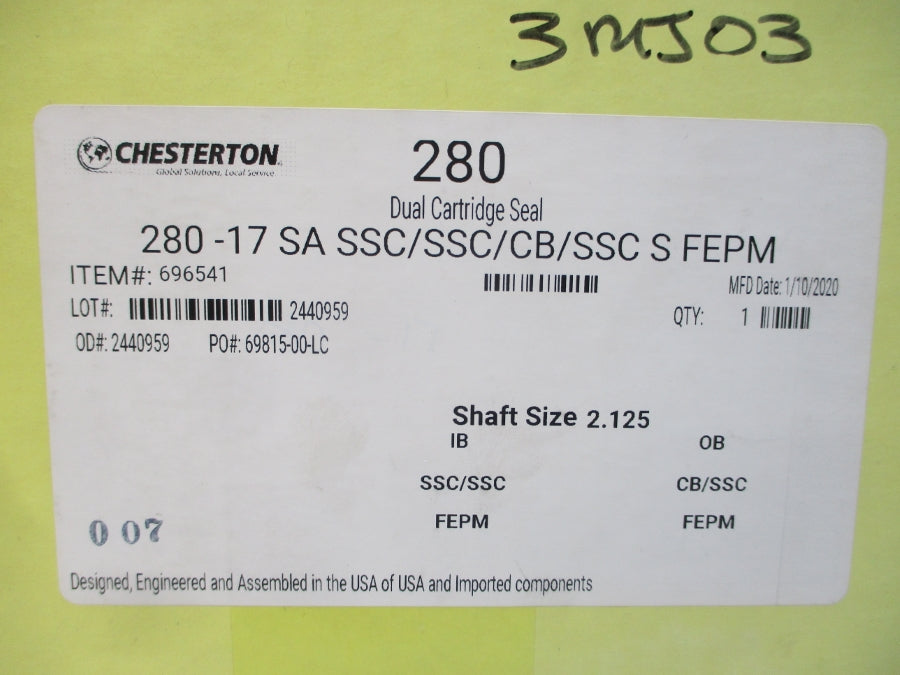 3MJ03
CHESTERTON
Global Solutions, Local Service.
280
Dual Cartridge Seal
280 -17 SA SSC/SSC/CB/SSC S FEPM
ITEM#: 696541
MFD Date: 1/10/2020
LOT#: 2440959
QTY: 1
OD#: 2440959 PO#: 69815-00-LC
Shaft Size 2.125
IB OB
SSC/SSC CB/SSC
FEPM FEPM
0 07
Designed, Engineered and Assembled in the USA of USA and Imported components